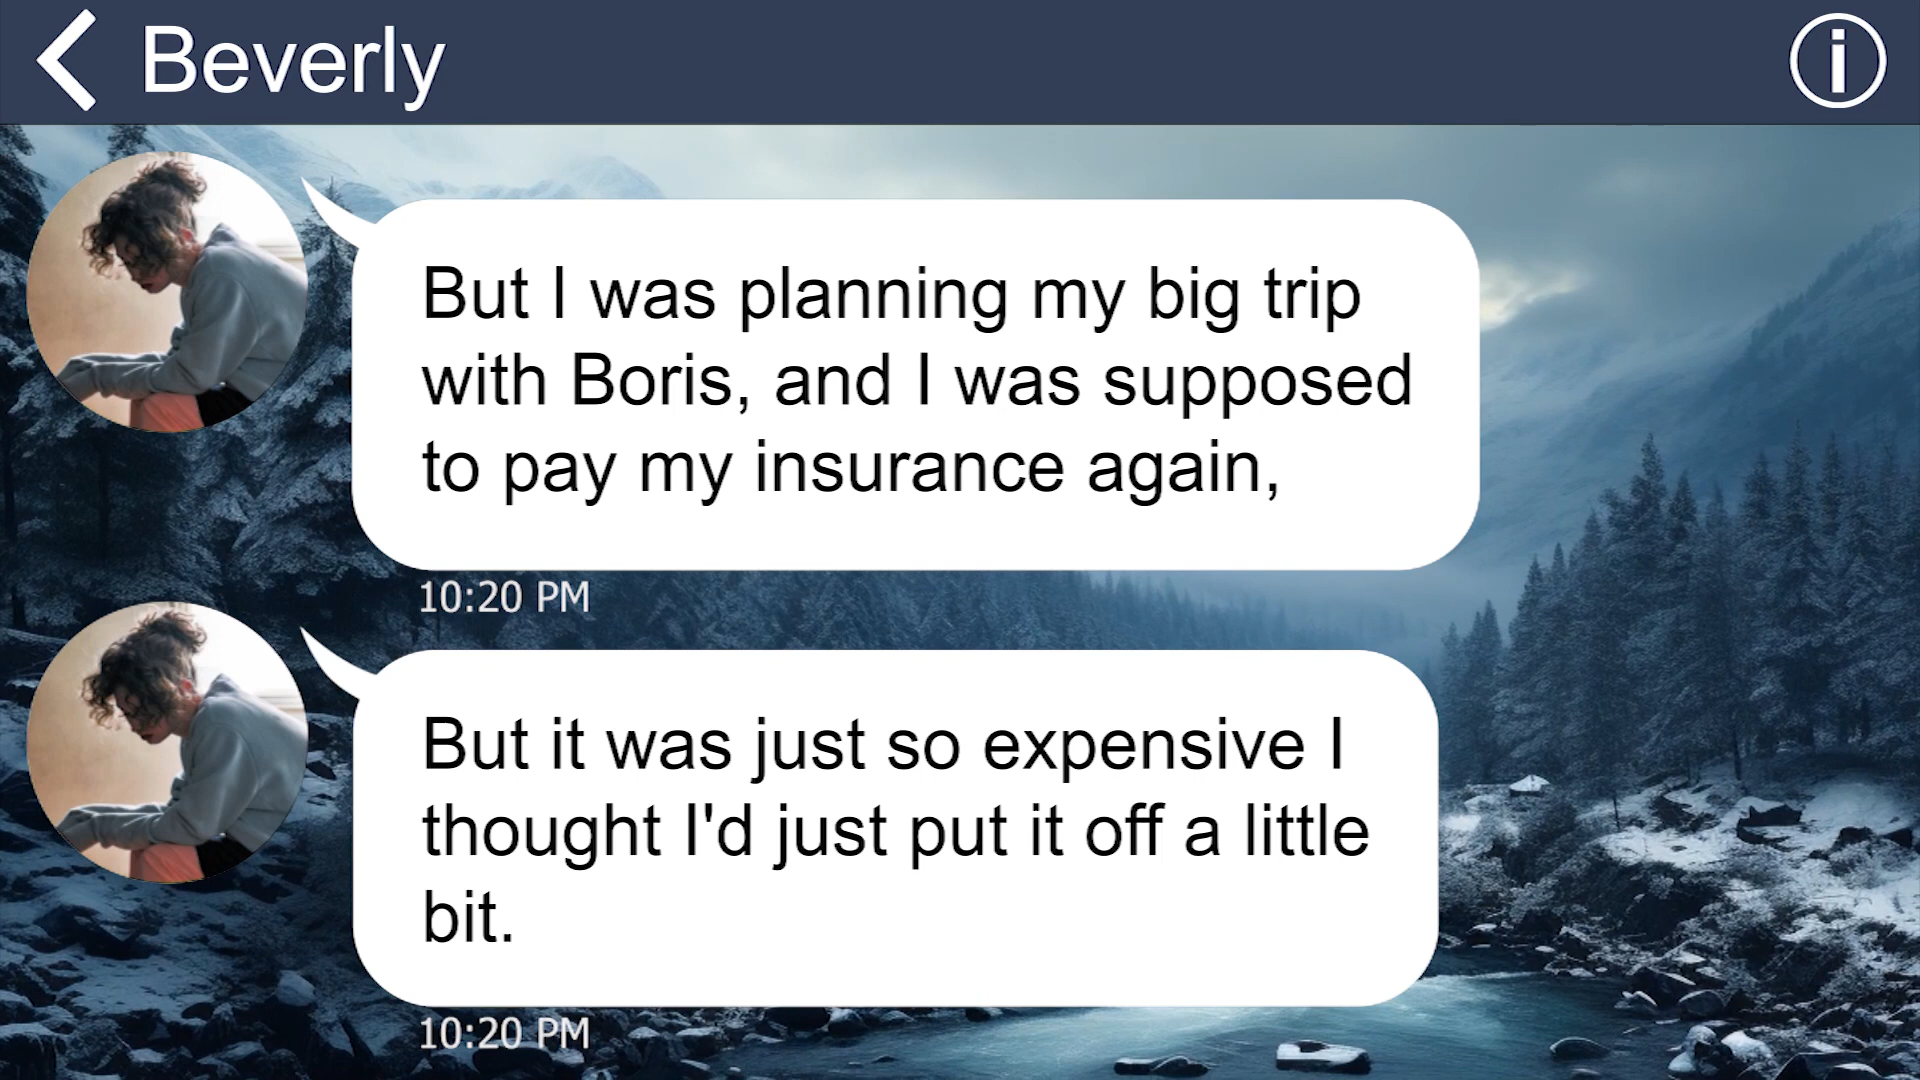 Beverly
But I was planning my big trip
with Boris, and I was supposed
to pay my insurance again,
10:20 PM
But it was just so expensive I
thought I'd just put it off a little
bit.
10:20 PM